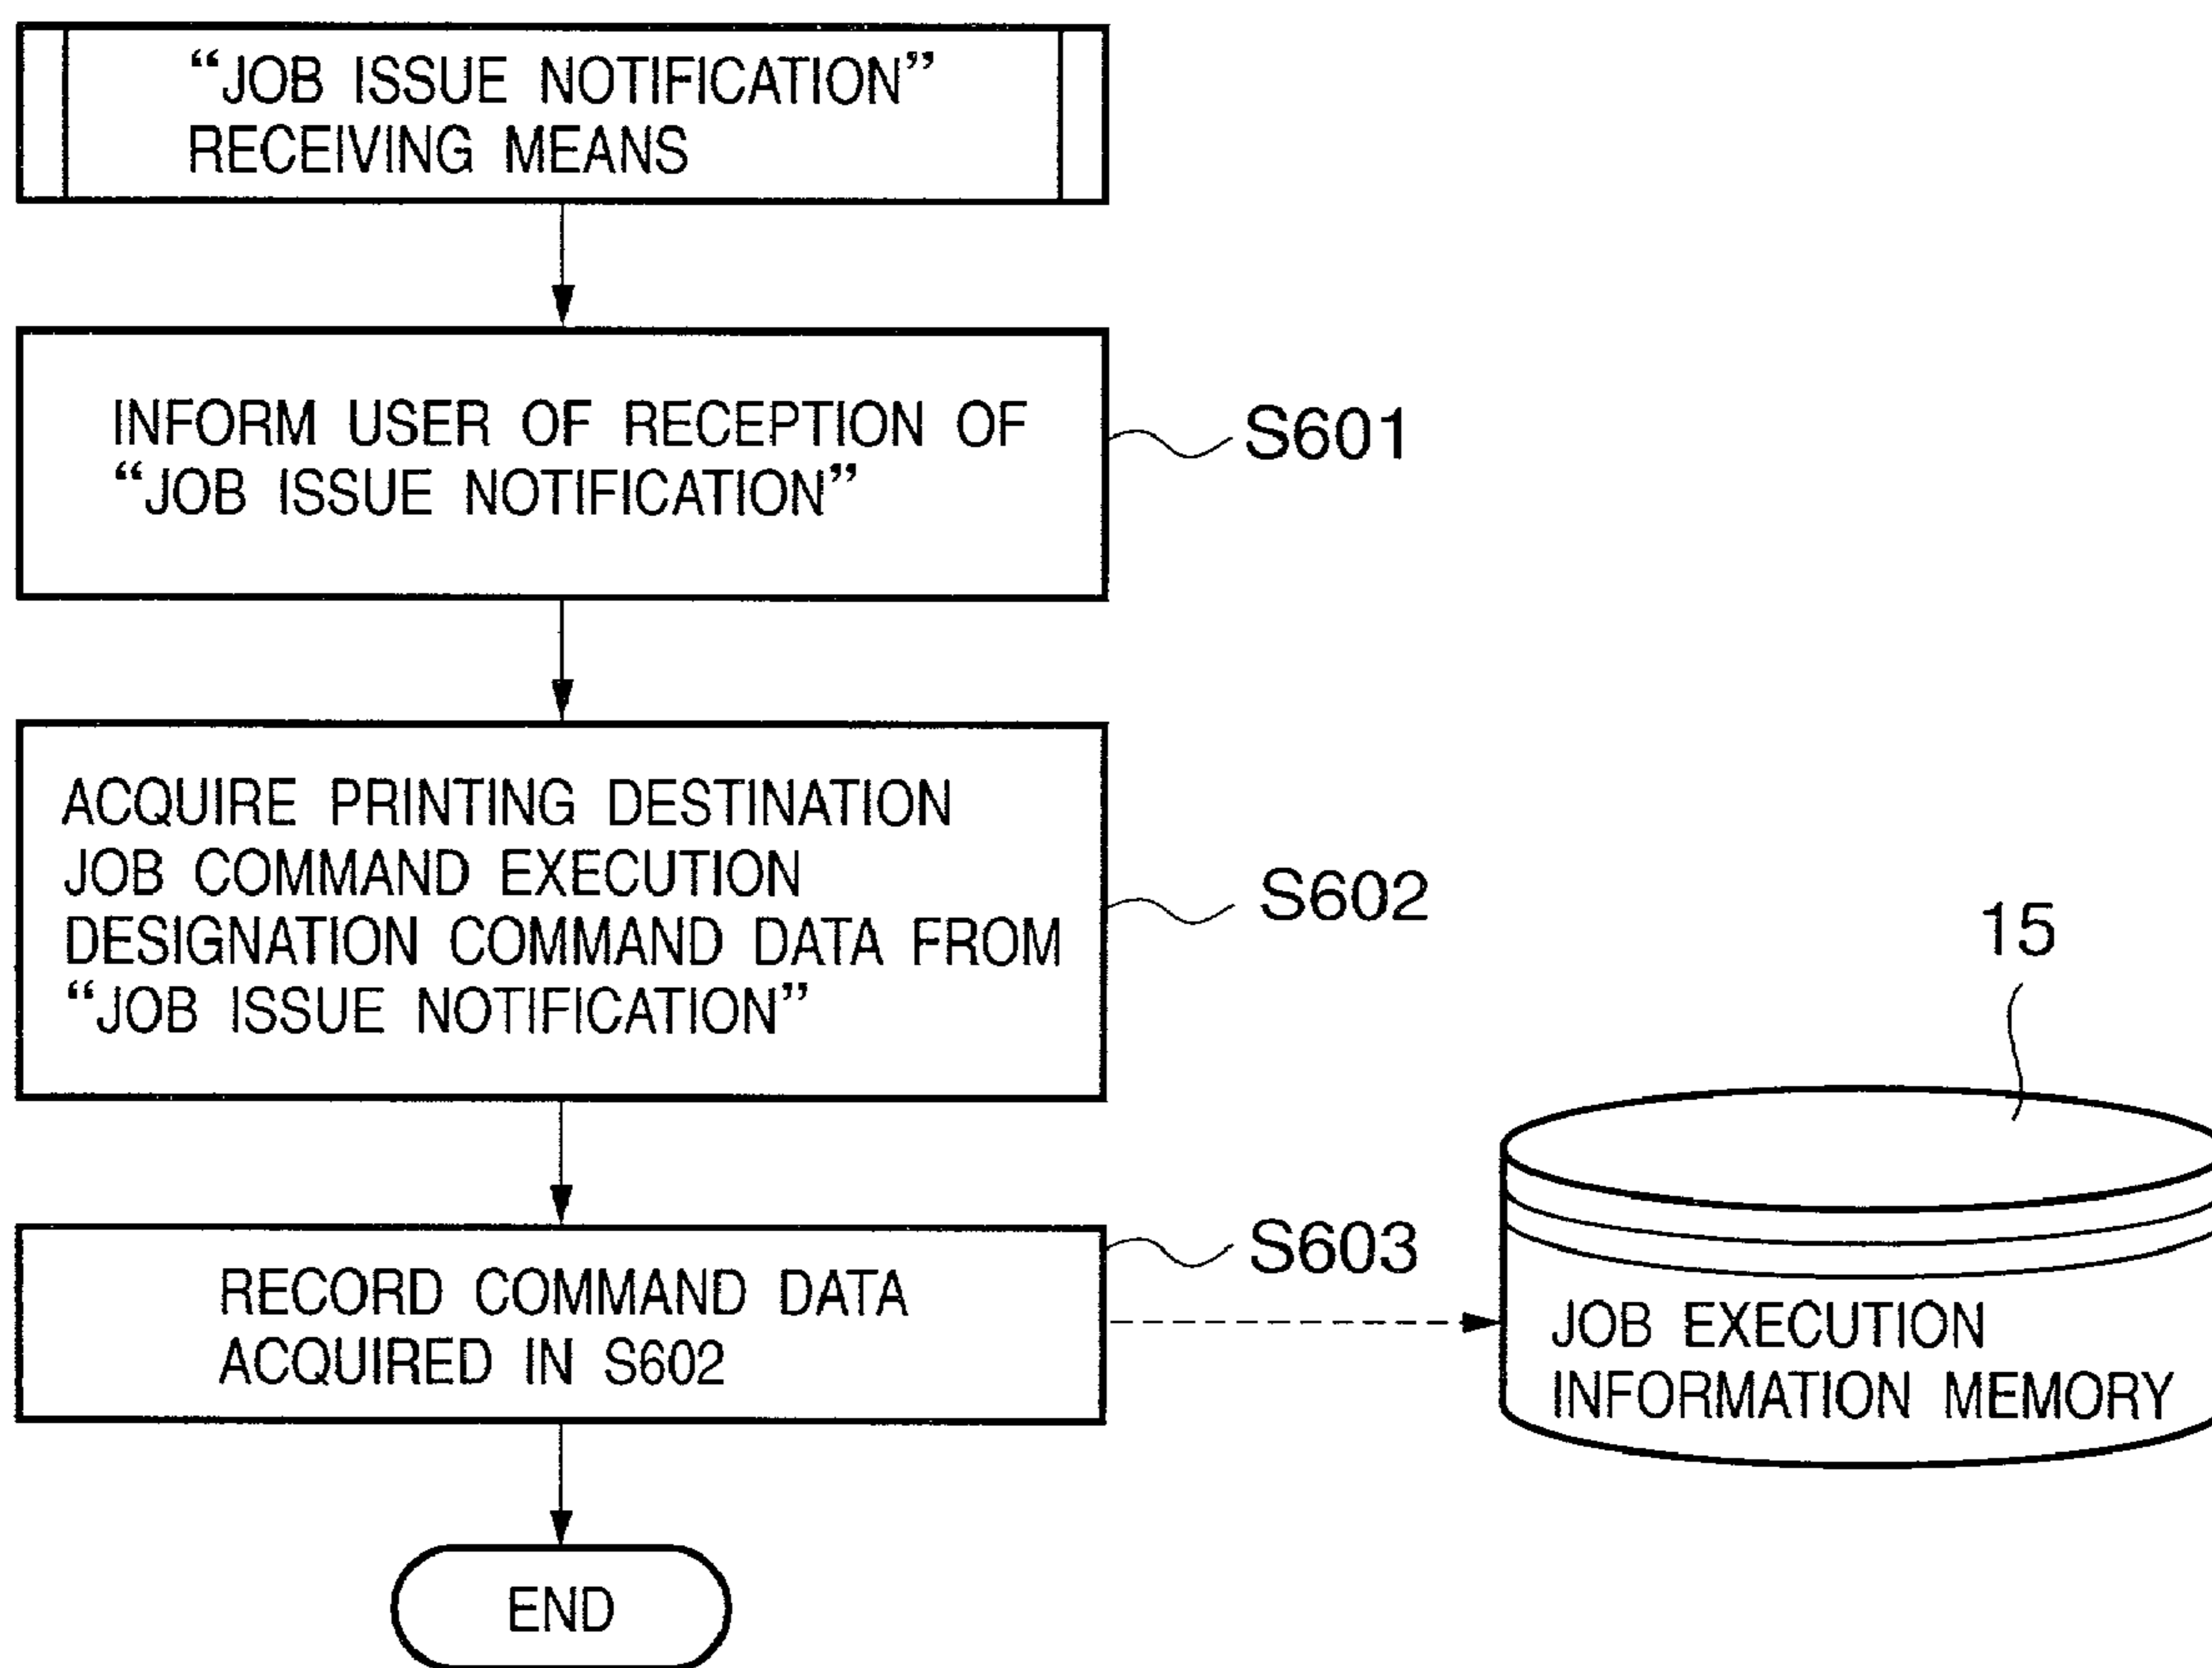 “JOB ISSUE NOTIFICATION”
RECEIVING MEANS
INFORM USER OF RECEPTION OF
“JOB ISSUE NOTIFICATION”
S601
ACQUIRE PRINTING DESTINATION
JOB COMMAND EXECUTION
DESIGNATION COMMAND DATA FROM
“JOB ISSUE NOTIFICATION”
S602
RECORD COMMAND DATA
ACQUIRED IN S602
S603
15
JOB EXECUTION
INFORMATION MEMORY
END